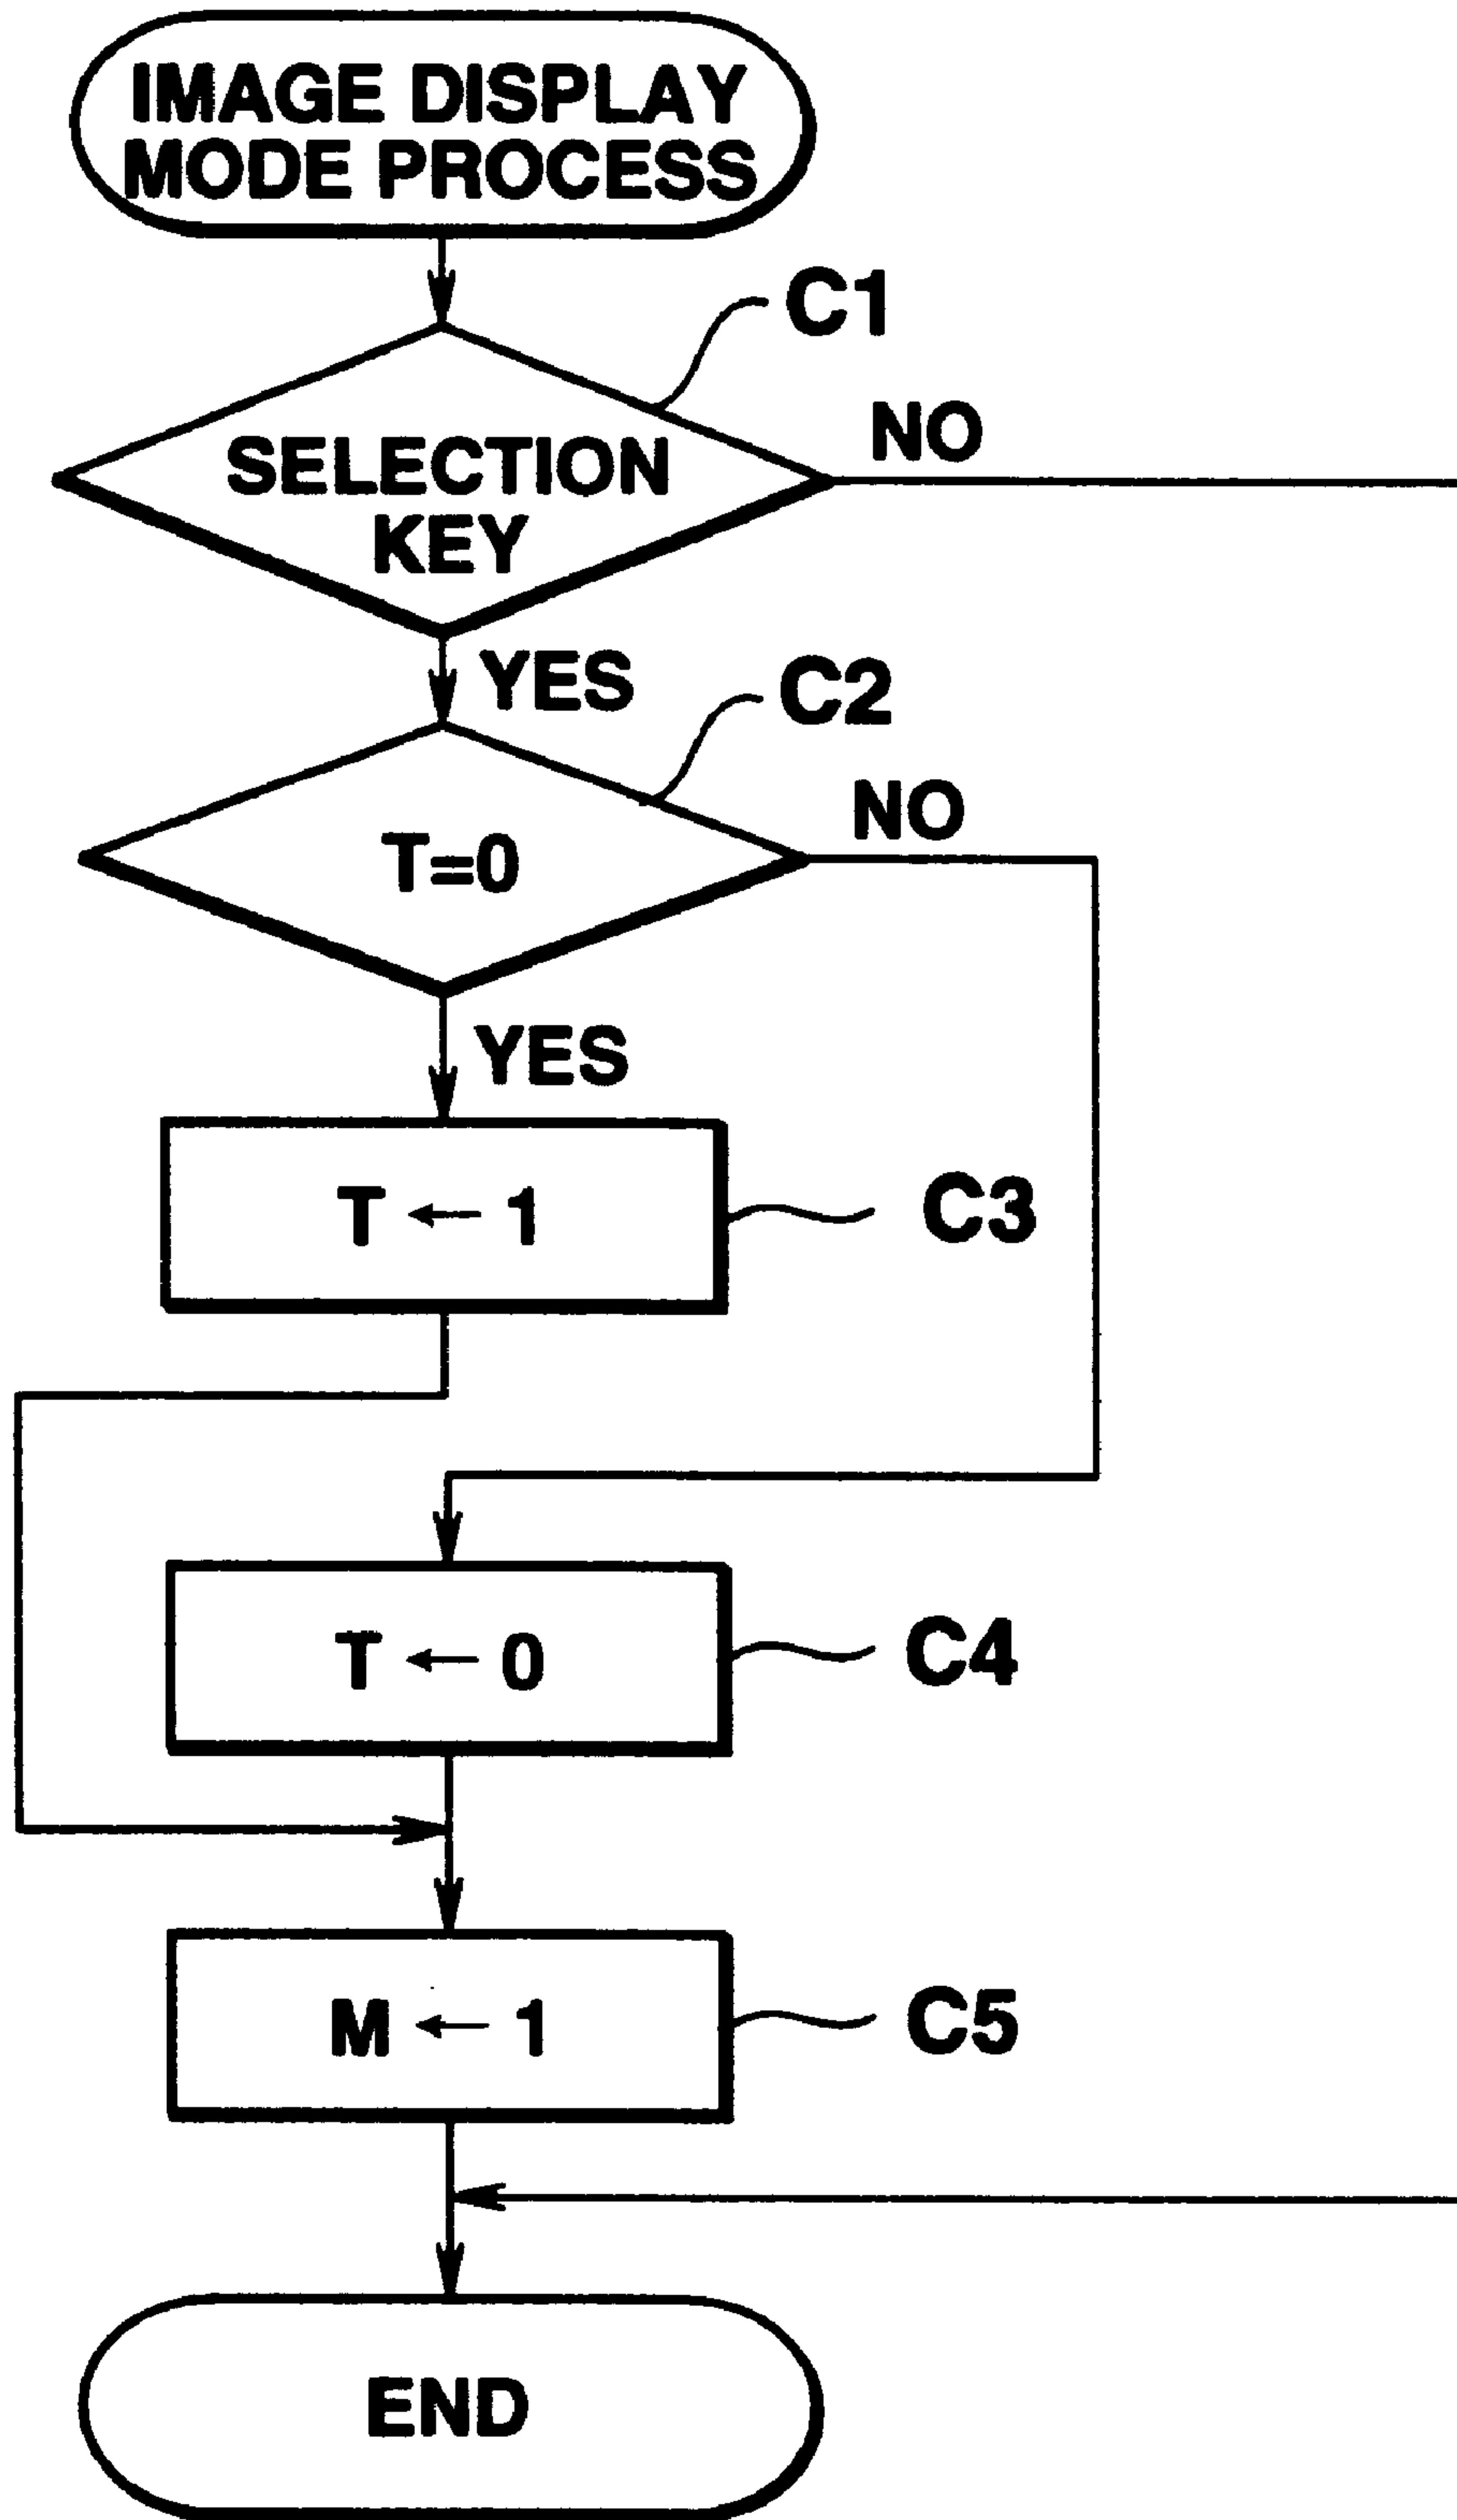 IMAGE DISPLAY
MODE PROCESS
C1
NO
SELECTION
KEY
YES
C2
NO
T=0
YES
T ← 1
C3
T ← 0
C4
M ← 1
C5
END